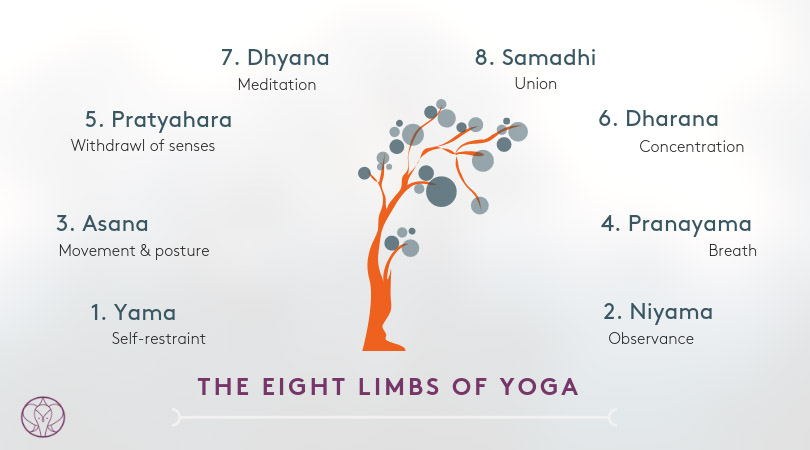 7. Dhyana
Meditation
8. Samadhi
Union
5. Pratyahara
Withdrawl of senses
6. Dharana
Concentration
3. Asana
Movement & posture
4. Pranayama
Breath
1. Yama
Self-restraint
2. Niyama
Observance
THE EIGHT LIMBS OF YOGA